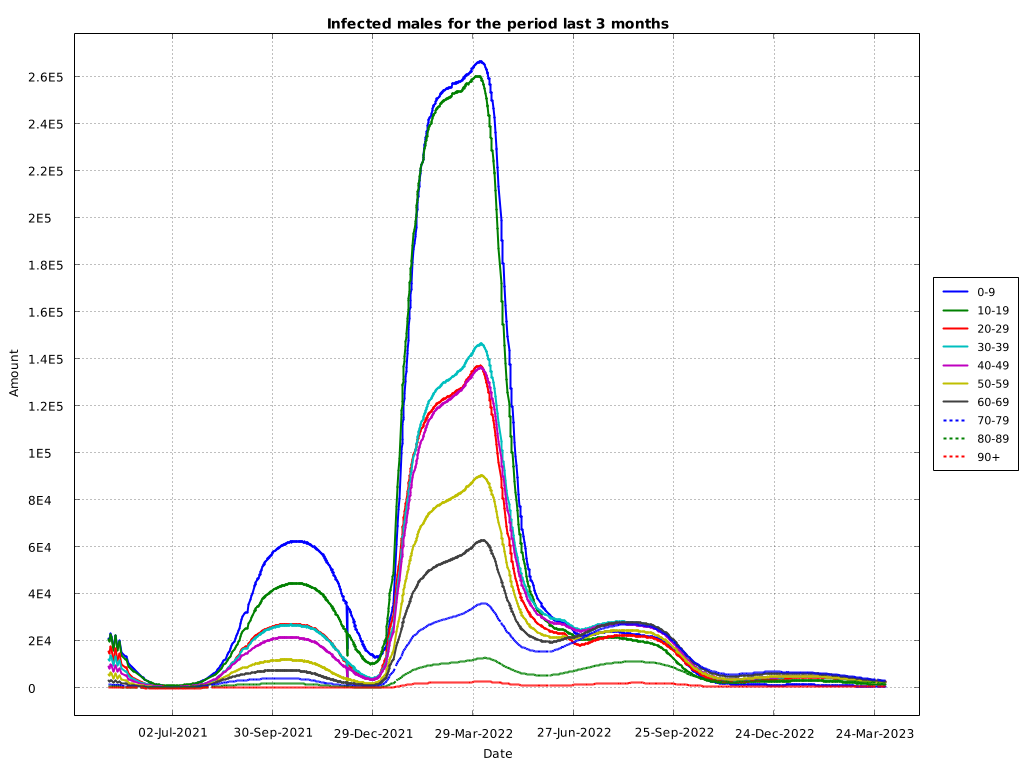 Infected males for the period last 3 months
2.6E5
2.4E5
2.2E5
2E5
1.8E5
1.6E5
1.4E5
1.2E5
1E5
8E4
6E4
4E4
2E4
0
Amount
02-Jul-2021
30-Sep-2021
29-Dec-2021
29-Mar-2022
27-Jun-2022
25-Sep-2022
24-Dec-2022
24-Mar-2023
Date
0-9
10-19
20-29
30-39
40-49
50-59
60-69
70-79
80-89
90+